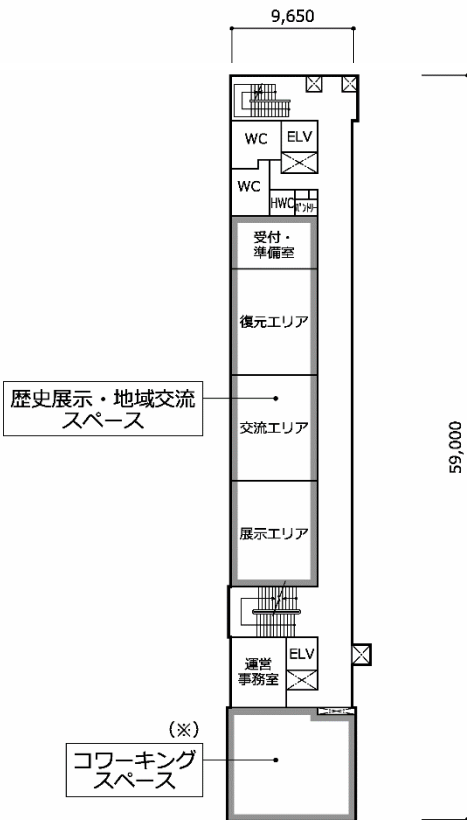 9,650
WC
ELV
WC
HWC
受付・
準備室
復元エリア
歴史展示・地域交流
スペース
交流エリア
59,000
展示エリア
ELV
運営
事務室
(※)
コワーキング
スペース